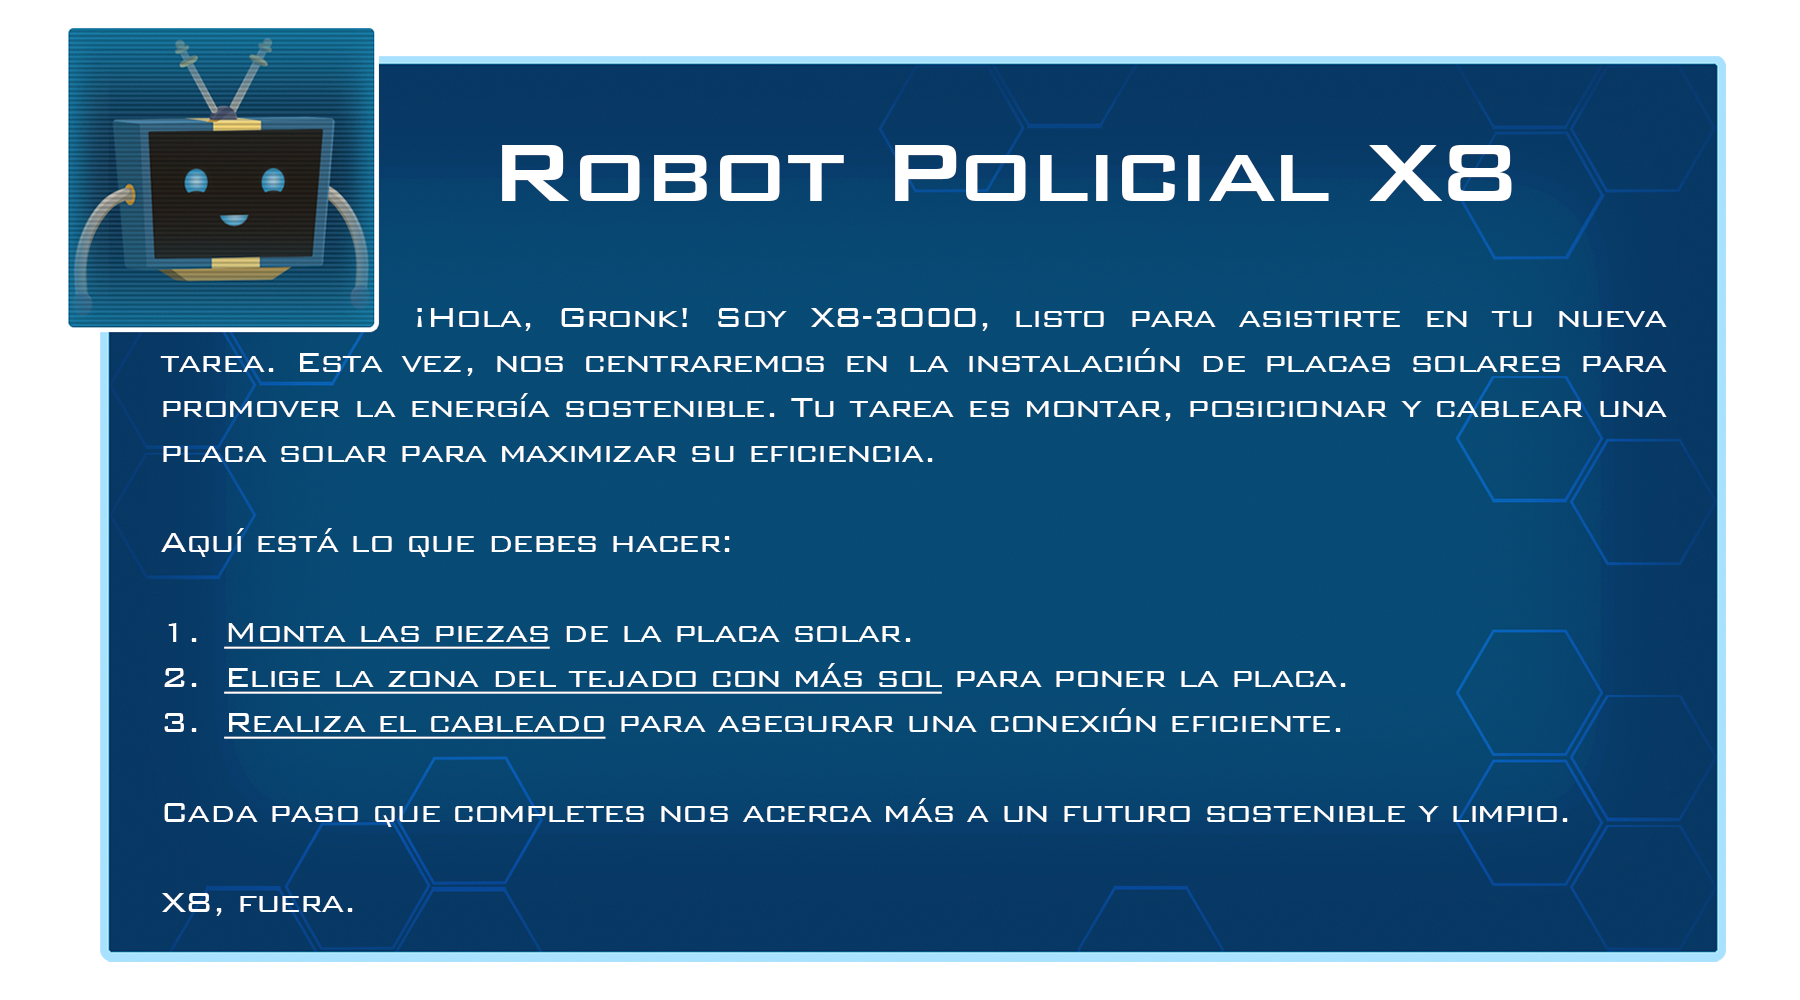 Robot Policial X8
¡Hola, Gronk! Soy X8-3000, listo para asistirte en tu nueva
tarea. Esta vez, nos centraremos en la instalación de placas solares para
promover la energía sostenible. Tu tarea es montar, posicionar y cablear una
placa solar para maximizar su eficiencia.
Aquí está lo que debes hacer:
1. Monta las piezas de la placa solar.
2. Elige la zona del tejado con más sol para poner la placa.
3. Realiza el cableado para asegurar una conexión eficiente.
Cada paso que completes nos acerca más a un futuro sostenible y limpio.
X8, fuera.